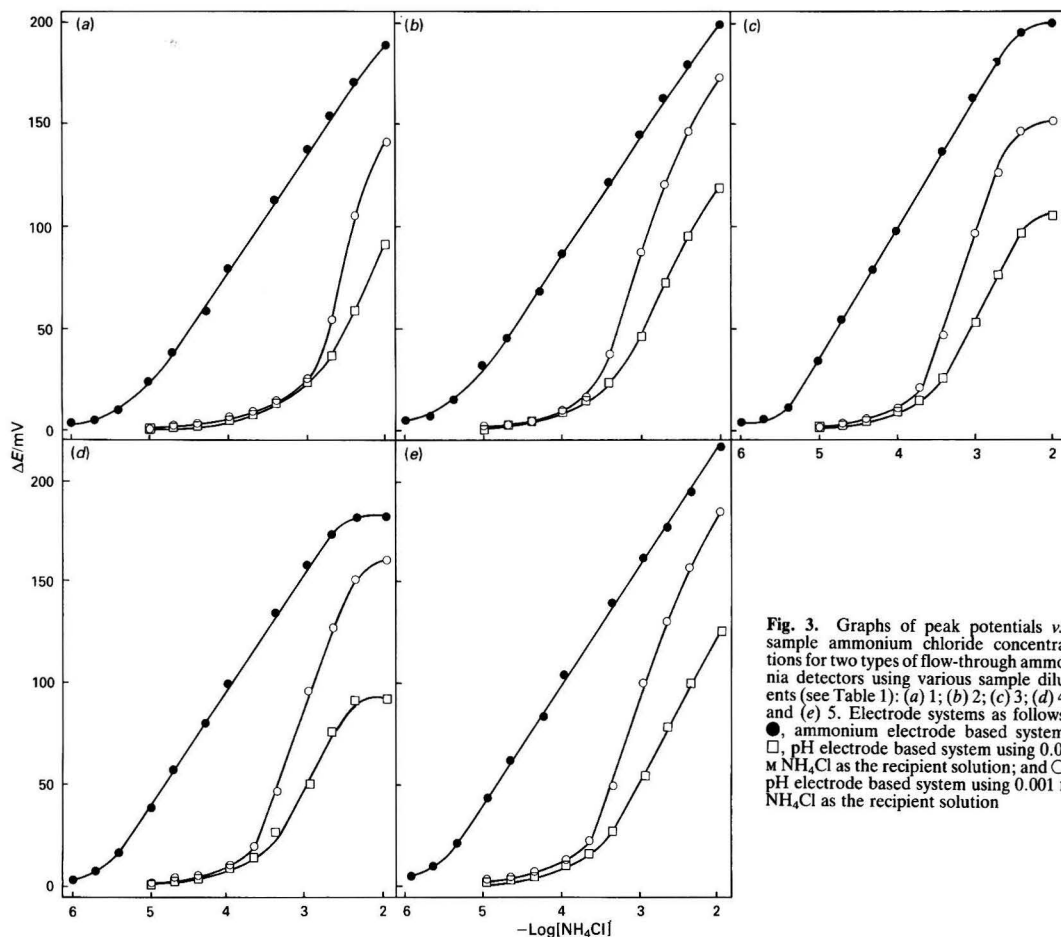 200
150
100
50
0
ΔE/mV
200
150
100
50
0
(a)
(b)
(c)
6 5 4 3 2
(d)
(e)
6 5 4 3 2
6 5 4 3 2
−Log[NH₄Cl]
Fig. 3. Graphs of peak potentials v.
sample ammonium chloride concentra-
tions for two types of flow-through ammo-
nia detectors using various sample dilu-
ents (see Table 1): (a) 1; (b) 2; (c) 3; (d) 4
and (e) 5. Electrode systems as follows
●, ammonium electrode based system
□, pH electrode based system using 0.0
M NH₄Cl as the recipient solution; and ○
pH electrode based system using 0.001
NH₄Cl as the recipient solution